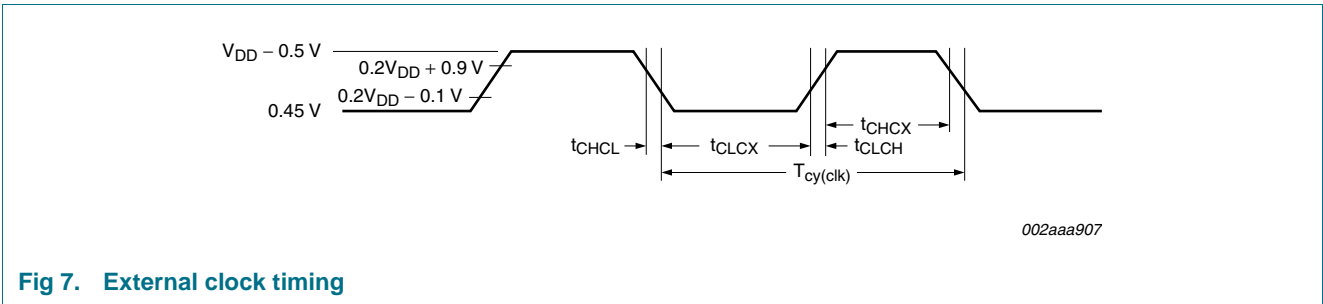 V_DD − 0.5 V
0.2V_DD + 0.9 V
0.2V_DD − 0.1 V
0.45 V
t_CHCX
t_CHCL
t_CLCX
t_CLCH
T_cy(clk)
002aaa907
Fig 7. External clock timing